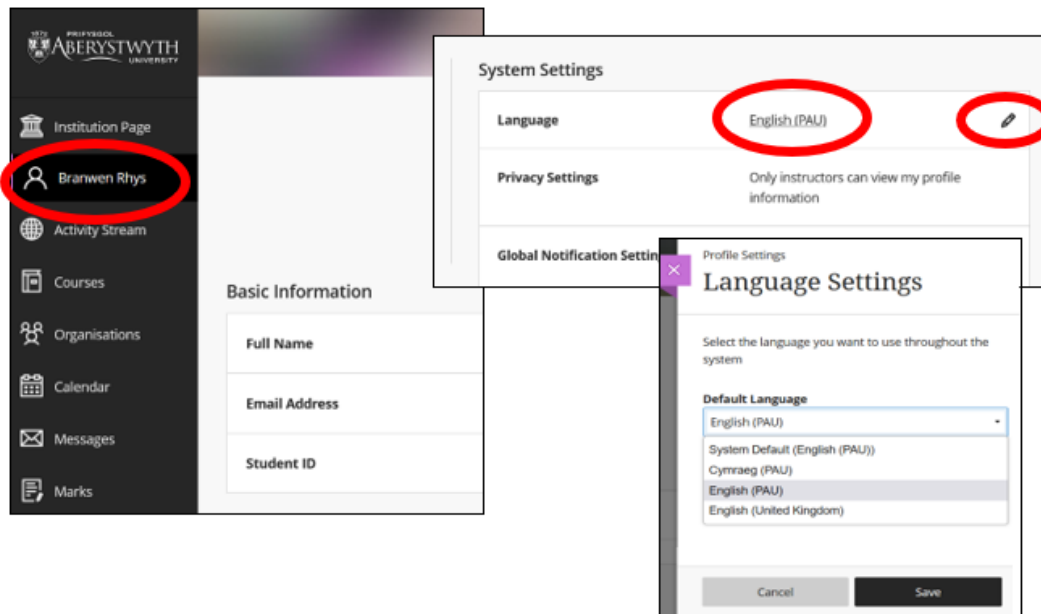 1872
PRIFYSGOL
ABERYSTWYTH
UNIVERSITY
Institution Page
Branwen Rhys
Activity Stream
Courses
Organisations
Calendar
Messages
Marks
Basic Information
Full Name
Email Address
Student ID
System Settings
Language English (PAU)
Privacy Settings Only instructors can view my profile
information
Global Notification Settin
Profile Settings
Language Settings
Select the language you want to use throughout the
system
Default Language
English (PAU)
System Default (English (PAU))
Cymraeg (PAU)
English (PAU)
English (United Kingdom)
Cancel Save